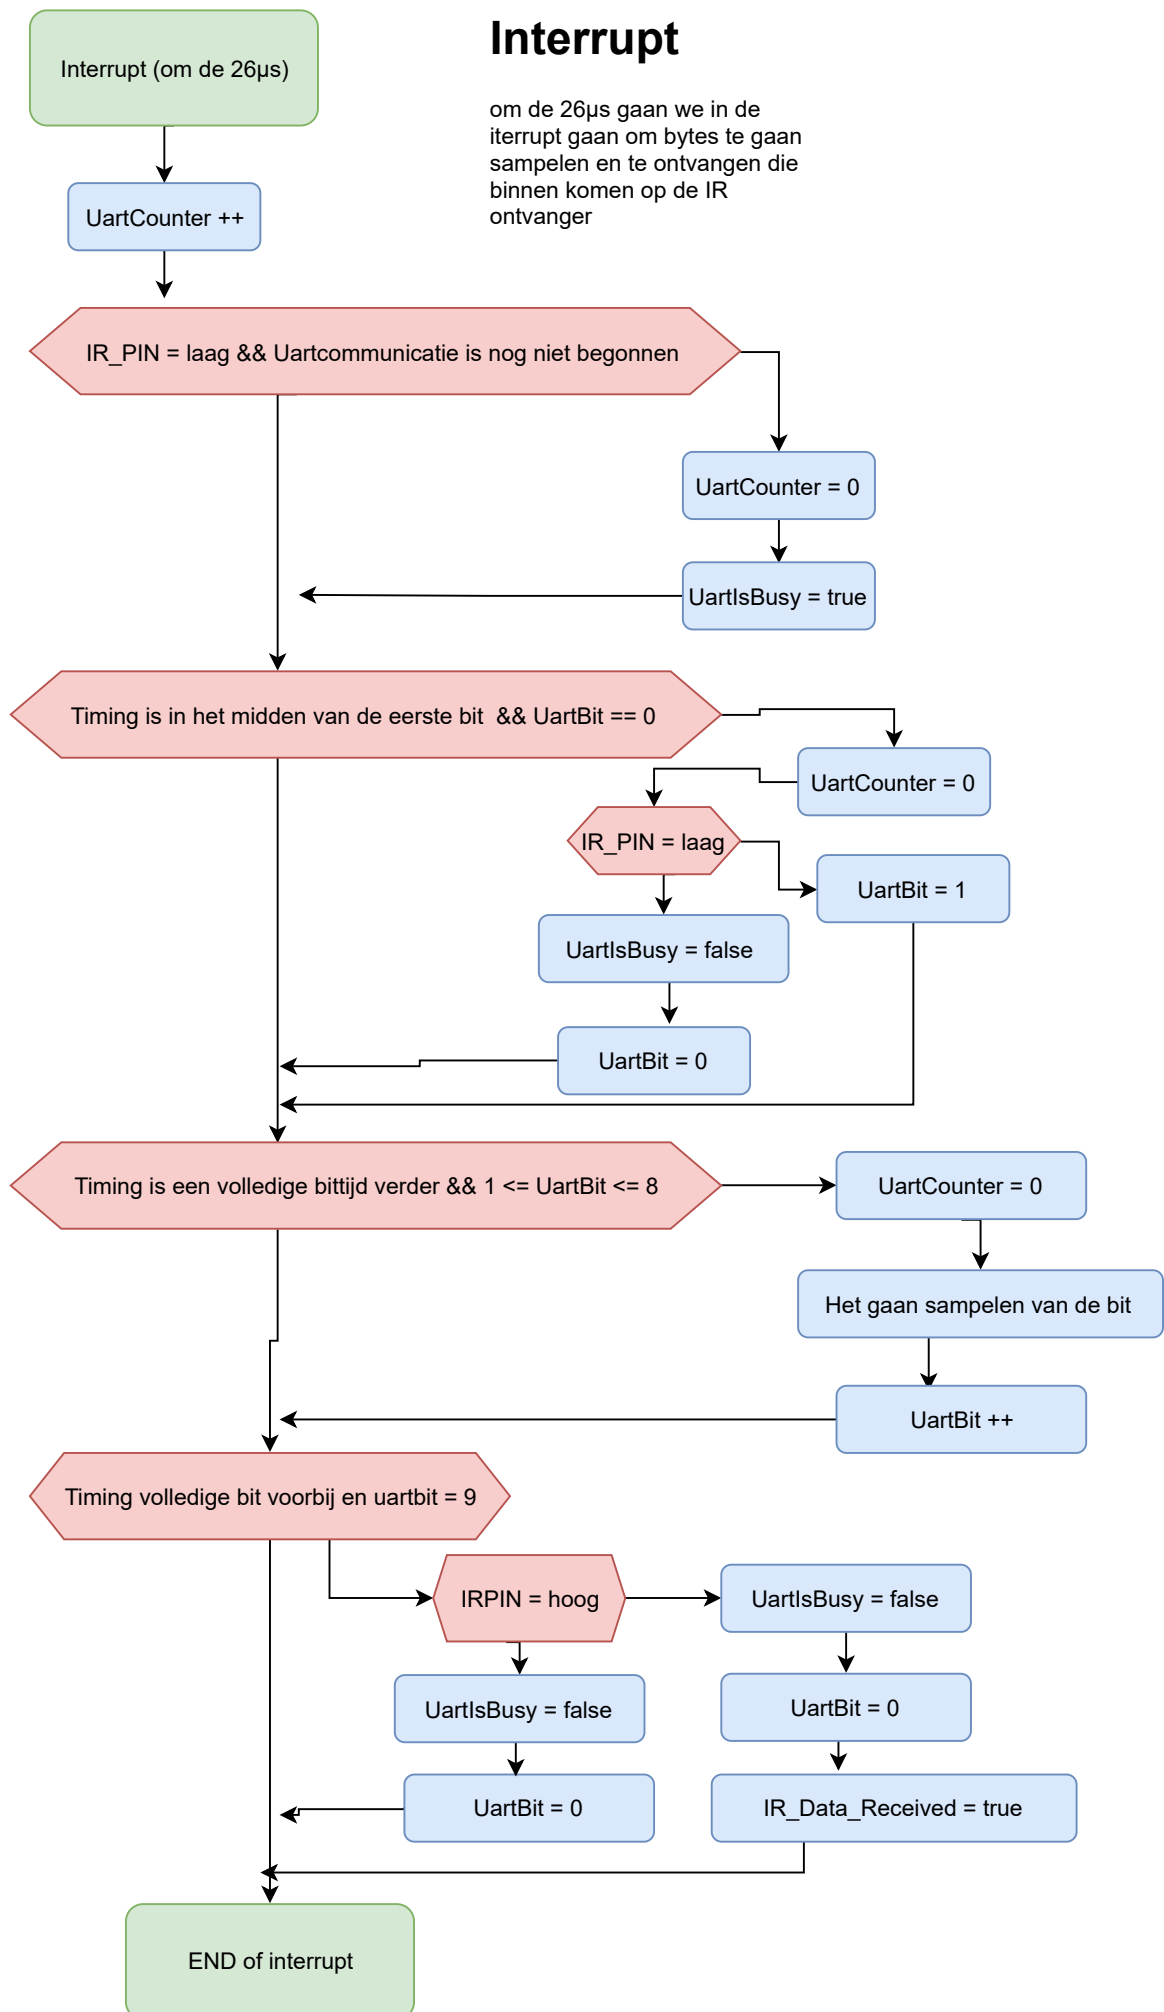 Interrupt
Interrupt (om de 26µs)
om de 26µs gaan we in de
iterrupt gaan om bytes te gaan
sampelen en te ontvangen die
binnen komen op de IR
ontvanger
UartCounter ++
IR_PIN = laag && Uartcommunicatie is nog niet begonnen
UartCounter = 0
UartIsBusy = true
Timing is in het midden van de eerste bit  && UartBit == 0
UartCounter = 0
IR_PIN = laag
UartBit = 1
UartIsBusy = false
UartBit = 0
Timing is een volledige bittijd verder && 1 <= UartBit <= 8
UartCounter = 0
Het gaan sampelen van de bit
UartBit ++
Timing volledige bit voorbij en uartbit = 9
IRPIN = hoog
UartIsBusy = false
UartIsBusy = false
UartBit = 0
UartBit = 0
IR_Data_Received = true
END of interrupt